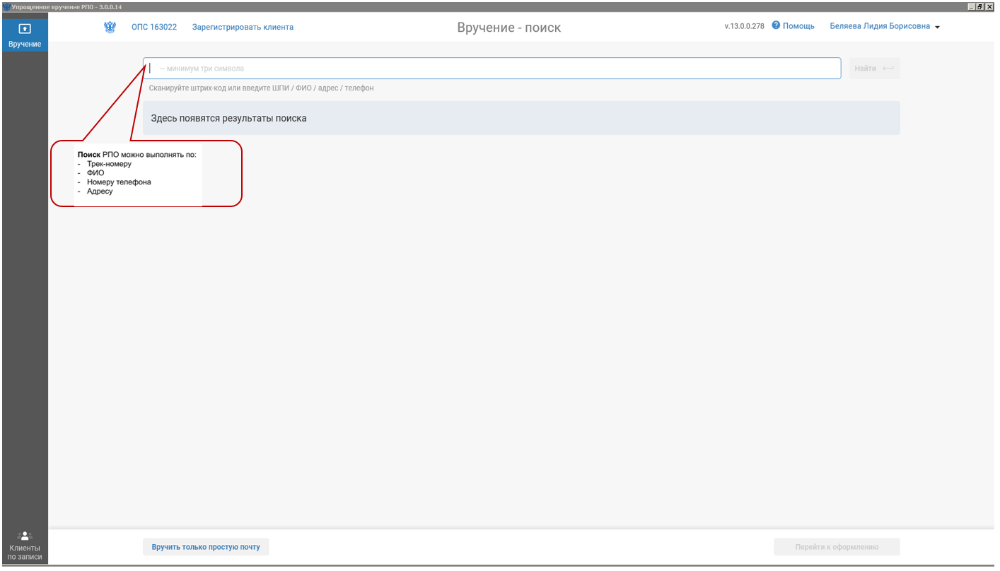 Упрощенное вручение РПО - 3.0.0.14
Вручение
ОПС 163022 Зарегистрировать клиента Вручение - поиск v.13.0.0.278 ? Помощь Беляева Лидия Борисовна
— минимум три символа Найти
Сканируйте штрих-код или введите ШПИ / ФИО / адрес / телефон
Здесь появятся результаты поиска
Поиск РПО можно выполнять по:
- Трек-номеру
- ФИО
- Номеру телефона
- Адресу
Клиенты
по записи
Вручить только простую почту Перейти к оформлению